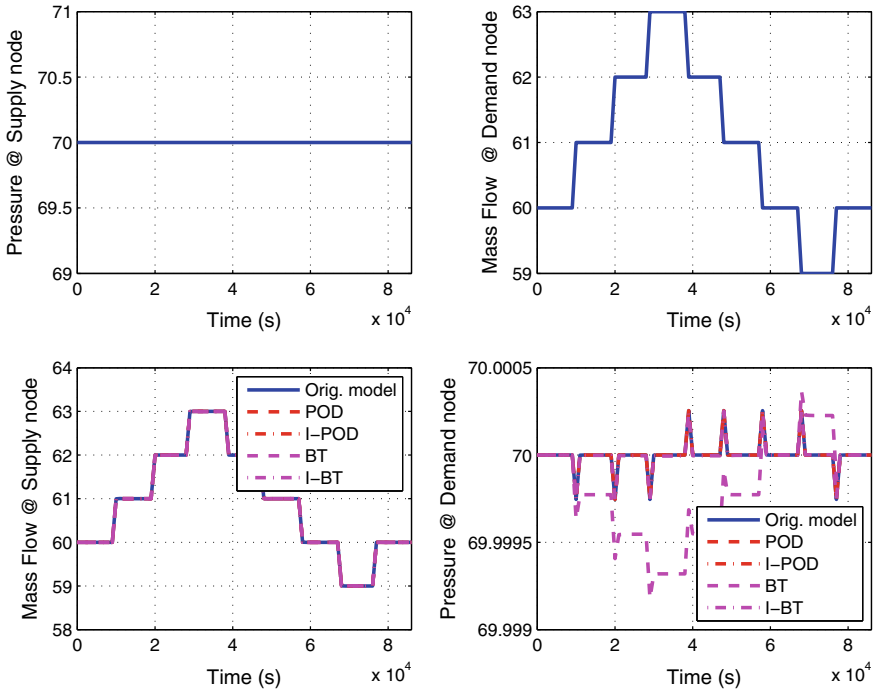 Pressure @ Supply node
71
70.5
70
69.5
69
0
2
4
6
8
x 10^4
Time (s)
Mass Flow @ Demand node
63
62
61
60
59
0
2
4
6
8
x 10^4
Time (s)
Mass Flow @ Supply node
64
63
62
61
60
59
58
0
2
4
6
8
x 10^4
Time (s)
Orig. model
POD
I-POD
BT
I-BT
Pressure @ Demand node
70.0005
70
69.9995
69.999
0
2
4
6
8
x 10^4
Time (s)
Orig. model
POD
I-POD
BT
I-BT